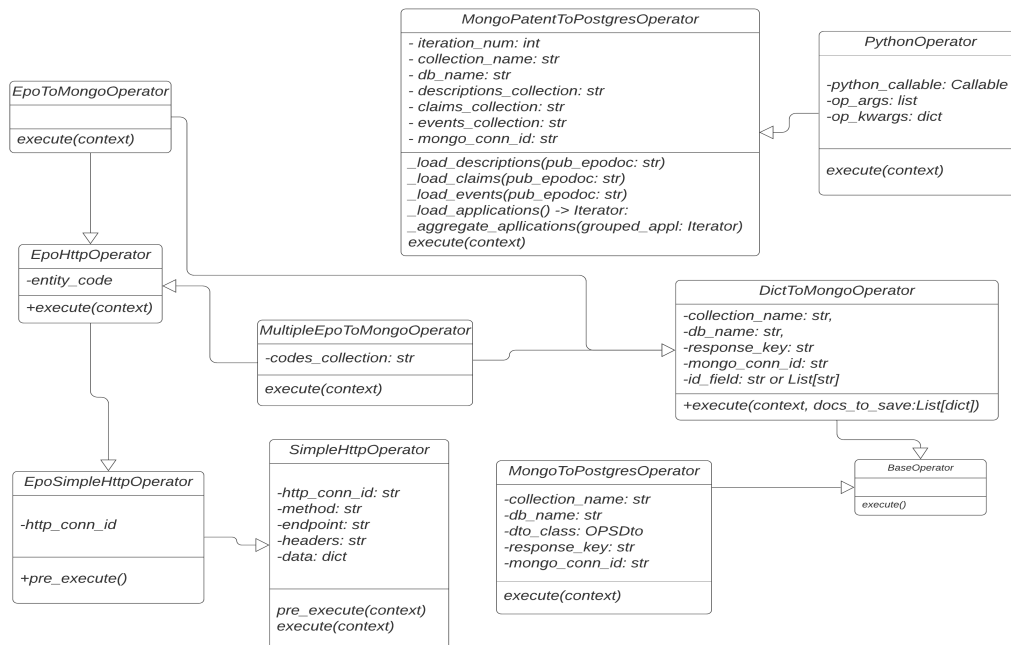 MongoPatentToPostgresOperator
- iteration_num: int
- collection_name: str
- db_name: str
- descriptions_collection: str
- claims_collection: str
- events_collection: str
- mongo_conn_id: str
_load_descriptions(pub_epodoc: str)
_load_claims(pub_epodoc: str)
_load_events(pub_epodoc: str)
_load_applications() -> Iterator:
_aggregate_apllications(grouped_appl: Iterator)
execute(context)
PythonOperator
-python_callable: Callable
-op_args: list
-op_kwargs: dict
execute(context)
EpoToMongoOperator
execute(context)
EpoHttpOperator
-entity_code
+execute(context)
MultipleEpoToMongoOperator
-codes_collection: str
execute(context)
DictToMongoOperator
-collection_name: str,
-db_name: str,
-response_key: str
-mongo_conn_id: str
-id_field: str or List[str]
+execute(context, docs_to_save:List[dict])
EpoSimpleHttpOperator
-http_conn_id
+pre_execute()
SimpleHttpOperator
-http_conn_id: str
-method: str
-endpoint: str
-headers: str
-data: dict
pre_execute(context)
execute(context)
MongoToPostgresOperator
-collection_name: str
-db_name: str
-dto_class: OPSDto
-response_key: str
-mongo_conn_id: str
execute(context)
BaseOperator
execute()